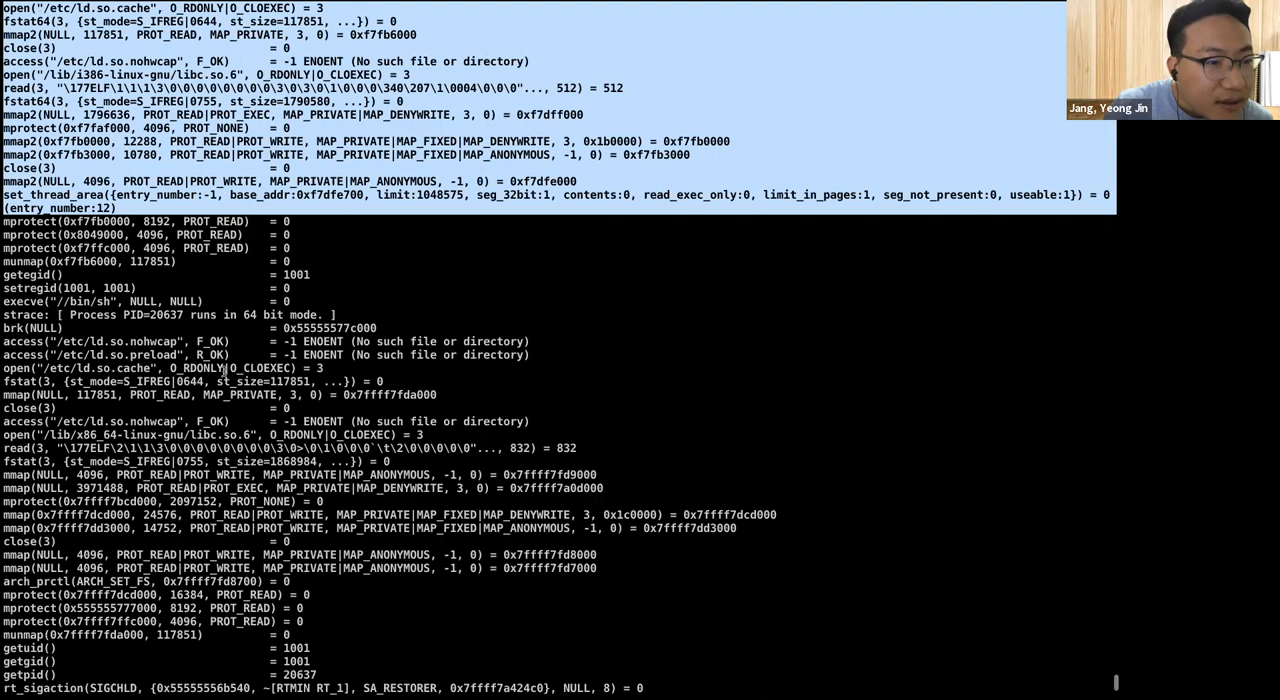 open("/etc/ld.so.cache", O_RDONLY|O_CLOEXEC) = 3
fstat64(3, {st_mode=S_IFREG|0644, st_size=117851, ...}) = 0
mmap2(NULL, 117851, PROT_READ, MAP_PRIVATE, 3, 0) = 0xf7fb6000
close(3)                                = 0
access("/etc/ld.so.nohwcap", F_OK)      = -1 ENOENT (No such file or directory)
open("/lib/i386-linux-gnu/libc.so.6", O_RDONLY|O_CLOEXEC) = 3
read(3, "\177ELF\1\1\1\3\0\0\0\0\0\0\0\0\3\0\3\0\1\0\0\0\340\207\1\0004\0\0\0"..., 512) = 512
fstat64(3, {st_mode=S_IFREG|0755, st_size=1790580, ...}) = 0
mmap2(NULL, 1796636, PROT_READ|PROT_EXEC, MAP_PRIVATE|MAP_DENYWRITE, 3, 0) = 0xf7dff000
mprotect(0xf7faf000, 4096, PROT_NONE)   = 0
mmap2(0xf7fb0000, 12288, PROT_READ|PROT_WRITE, MAP_PRIVATE|MAP_FIXED|MAP_DENYWRITE, 3, 0x1b0000) = 0xf7fb0000
mmap2(0xf7fb3000, 10780, PROT_READ|PROT_WRITE, MAP_PRIVATE|MAP_FIXED|MAP_ANONYMOUS, -1, 0) = 0xf7fb3000
close(3)                                = 0
mmap2(NULL, 4096, PROT_READ|PROT_WRITE, MAP_PRIVATE|MAP_ANONYMOUS, -1, 0) = 0xf7dfe000
set_thread_area({entry_number:-1, base_addr:0xf7dfe700, limit:1048575, seg_32bit:1, contents:0, read_exec_only:0, limit_in_pages:1, seg_not_present:0, useable:1}) = 0
(entry_number:12)
mprotect(0xf7fb0000, 8192, PROT_READ)   = 0
mprotect(0x8049000, 4096, PROT_READ)    = 0
mprotect(0xf7ffc000, 4096, PROT_READ)   = 0
munmap(0xf7fb6000, 117851)              = 0
getegid()                               = 1001
setregid(1001, 1001)                    = 0
execve("//bin/sh", NULL, NULL)          = 0
strace: [ Process PID=20637 runs in 64 bit mode. ]
brk(NULL)                               = 0x55555577c000
access("/etc/ld.so.nohwcap", F_OK)      = -1 ENOENT (No such file or directory)
access("/etc/ld.so.preload", R_OK)      = -1 ENOENT (No such file or directory)
open("/etc/ld.so.cache", O_RDONLY|O_CLOEXEC) = 3
fstat(3, {st_mode=S_IFREG|0644, st_size=117851, ...}) = 0
mmap(NULL, 117851, PROT_READ, MAP_PRIVATE, 3, 0) = 0x7ffff7fda000
close(3)                                = 0
access("/etc/ld.so.nohwcap", F_OK)      = -1 ENOENT (No such file or directory)
open("/lib/x86_64-linux-gnu/libc.so.6", O_RDONLY|O_CLOEXEC) = 3
read(3, "\177ELF\2\1\1\3\0\0\0\0\0\0\0\0\3\0>\0\1\0\0\0`\t\2\0\0\0\0\0"..., 832) = 832
fstat(3, {st_mode=S_IFREG|0755, st_size=1868984, ...}) = 0
mmap(NULL, 4096, PROT_READ|PROT_WRITE, MAP_PRIVATE|MAP_ANONYMOUS, -1, 0) = 0x7ffff7fd9000
mmap(NULL, 3971488, PROT_READ|PROT_EXEC, MAP_PRIVATE|MAP_DENYWRITE, 3, 0) = 0x7ffff7a0d000
mprotect(0x7ffff7bcd000, 2097152, PROT_NONE) = 0
mmap(0x7ffff7dcd000, 24576, PROT_READ|PROT_WRITE, MAP_PRIVATE|MAP_FIXED|MAP_DENYWRITE, 3, 0x1c0000) = 0x7ffff7dcd000
mmap(0x7ffff7dd3000, 14752, PROT_READ|PROT_WRITE, MAP_PRIVATE|MAP_FIXED|MAP_ANONYMOUS, -1, 0) = 0x7ffff7dd3000
close(3)                                = 0
mmap(NULL, 4096, PROT_READ|PROT_WRITE, MAP_PRIVATE|MAP_ANONYMOUS, -1, 0) = 0x7ffff7fd8000
mmap(NULL, 4096, PROT_READ|PROT_WRITE, MAP_PRIVATE|MAP_ANONYMOUS, -1, 0) = 0x7ffff7fd7000
arch_prctl(ARCH_SET_FS, 0x7ffff7fd8700) = 0
mprotect(0x7ffff7dcd000, 16384, PROT_READ) = 0
mprotect(0x555555777000, 8192, PROT_READ) = 0
mprotect(0x7ffff7ffc000, 4096, PROT_READ) = 0
munmap(0x7ffff7fda000, 117851)          = 0
getuid()                                = 1001
getgid()                                = 1001
getpid()                                = 20637
rt_sigaction(SIGCHLD, {0x55555556b540, ~[RTMIN RT_1], SA_RESTORER, 0x7ffff7a424c0}, NULL, 8) = 0
Jang, Yeong Jin